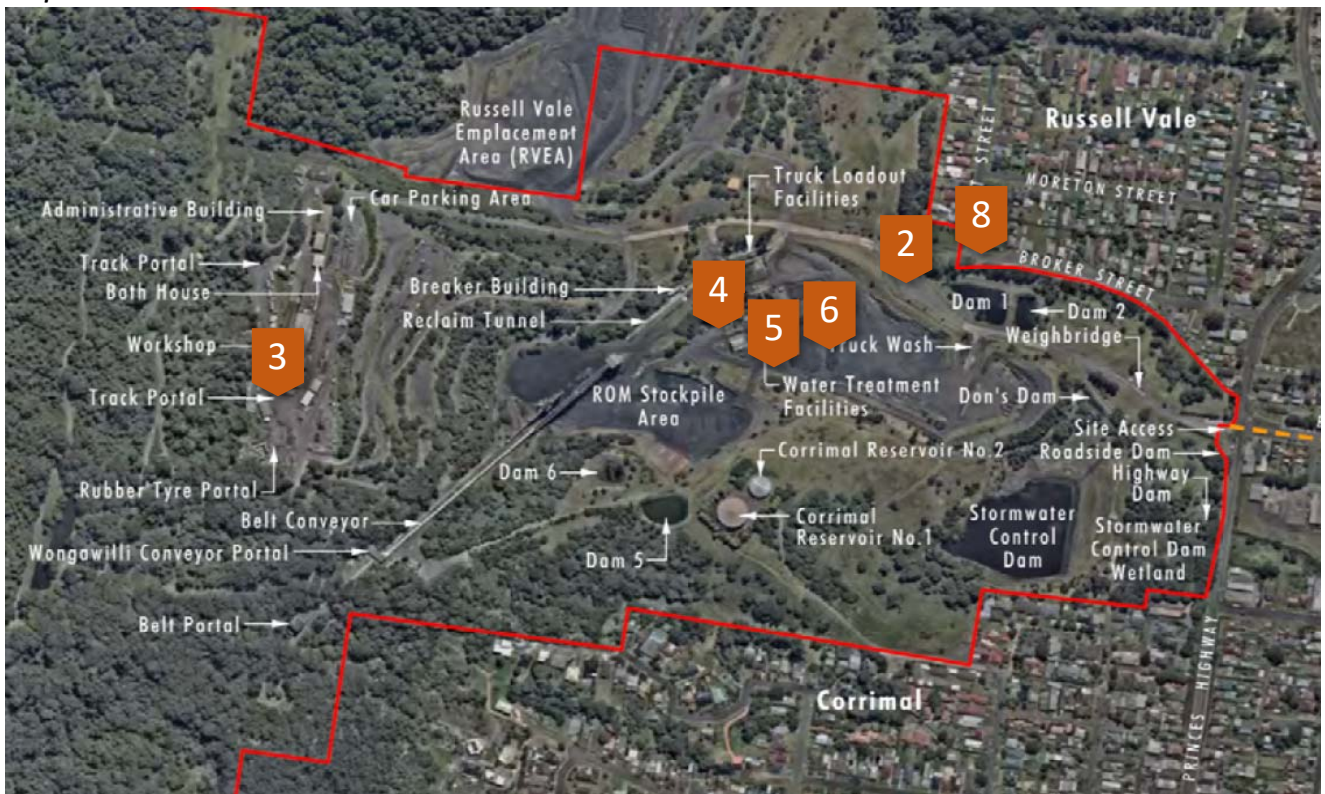 Russell Vale
Emplacement
Area (RVEA)
Russell Vale
STREET
MORETON STREET
Truck Loadout
Facilities
Car Parking Area
Administrative Building
8
2
BROKER STREET
Track Portal
Bath House
Breaker Building
4
Dam 1
Dam 2
Reclaim Tunnel
5
6
Weighbridge
Workshop
3
Truck Wash
Track Portal
ROM Stockpile
Area
Water Treatment
Facilities
Don's Dam
Site Access
Roadside Dam
Corrimal Reservoir No.2
Dam 6
Highway
Dam
Rubber Tyre Portal
Belt Conveyor
Corrimal
Reservoir No.1
Stormwater
Control
Dam
Stormwater
Control Dam
Wetland
Wongawilli Conveyor Portal
Dam 5
Belt Portal
Corrimal
PRINCES HIGHWAY